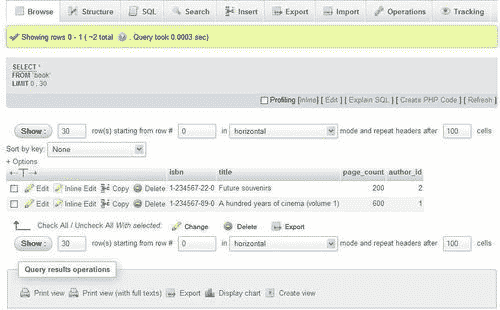 Browse Structure SQL Search Insert Export Import Operations Tracking
Showing rows 0 - 1 ( ~2 total . Query took 0.0003 sec)
SELECT *
FROM `book`
LIMIT 0 , 30
Profiling [Inline] [ Edit ] [ Explain SQL ] [ Create PHP Code ] [ Refresh ]
Show : 30 row(s) starting from row # 0 in horizontal mode and repeat headers after 100 cells
Sort by key: None
+ Options
←T→ isbn title page_count author_id
Edit Inline Edit Copy Delete 1-234567-22-0 Future souvenirs 200 2
Edit Inline Edit Copy Delete 1-234567-89-0 A hundred years of cinema (volume 1) 600 1
Check All / Uncheck All With selected: Change Delete Export
Show : 30 row(s) starting from row # 0 in horizontal mode and repeat headers after 100 cells
Query results operations
Print view Print view (with full texts) Export Display chart Create view